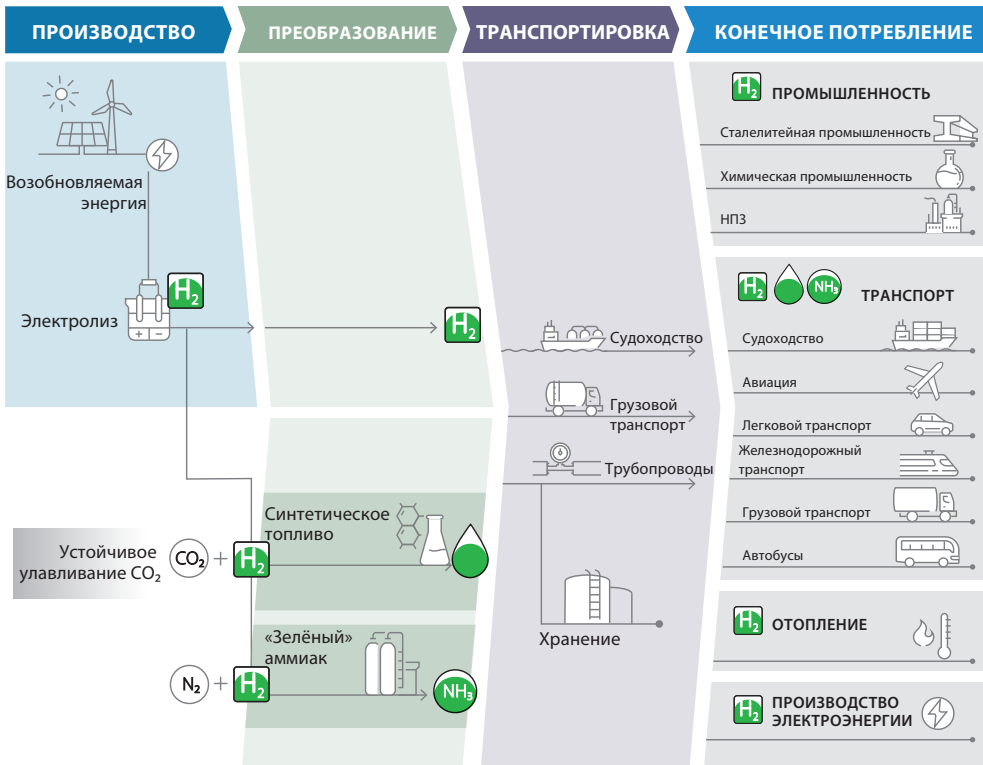 ПРОИЗВОДСТВО
ПРЕОБРАЗОВАНИЕ
ТРАНСПОРТИРОВКА
КОНЕЧНОЕ ПОТРЕБЛЕНИЕ
Возобновляемая
энергия
H₂
Электролиз
H₂
Устойчивое
улавливание CO₂
CO₂ + H₂
Синтетическое
топливо
N₂ + H₂
«Зелёный»
аммиак
NH₃
Судоходство
Грузовой
транспорт
Трубопроводы
Хранение
H₂ ПРОМЫШЛЕННОСТЬ
Сталелитейная промышленность
Химическая промышленность
НПЗ
H₂ NH₃ ТРАНСПОРТ
Судоходство
Авиация
Легковой транспорт
Железнодорожный
транспорт
Грузовой транспорт
Автобусы
H₂ ОТОПЛЕНИЕ
H₂ ПРОИЗВОДСТВО
ЭЛЕКТРОЭНЕРГИИ